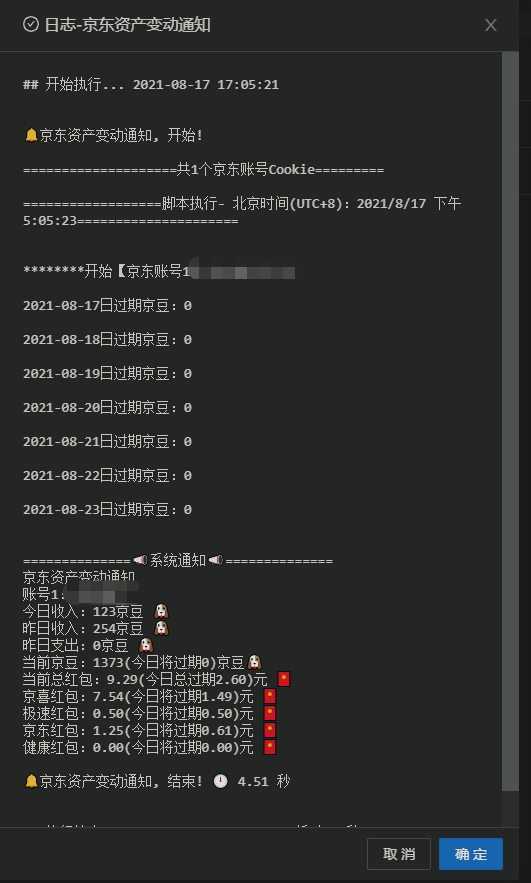 日志-京东资产变动通知
## 开始执行... 2021-08-17 17:05:21
🔔京东资产变动通知, 开始!
====================共1个京东账号Cookie=========
==================脚本执行- 北京时间(UTC+8)：2021/8/17 下午
5:05:23=====================
********开始【京东账号1
2021-08-17日过期京豆：0
2021-08-18日过期京豆：0
2021-08-19日过期京豆：0
2021-08-20日过期京豆：0
2021-08-21日过期京豆：0
2021-08-22日过期京豆：0
2021-08-23日过期京豆：0
==============📣系统通知📣==============
京东资产变动通知
账号1：
今日收入：123京豆 🐶
昨日收入：254京豆 🐶
昨日支出：0京豆 🐶
当前京豆：1373(今日将过期0)京豆🐶
当前总红包：9.29(今日总过期2.60)元 🧧
京喜红包：7.54(今日将过期1.49)元 🧧
极速红包：0.50(今日将过期0.50)元 🧧
京东红包：1.25(今日将过期0.61)元 🧧
健康红包：0.00(今日将过期0.00)元 🧧
🔔京东资产变动通知, 结束! 🕛 4.51 秒
取 消
确 定